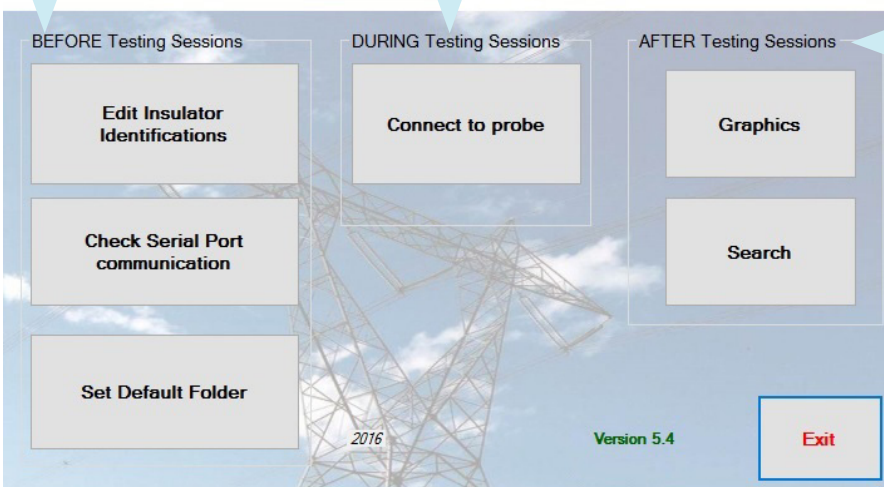 BEFORE Testing Sessions
Edit Insulator
Identifications
Check Serial Port
communication
Set Default Folder
DURING Testing Sessions
Connect to probe
AFTER Testing Sessions
Graphics
Search
2016
Version 5.4
Exit